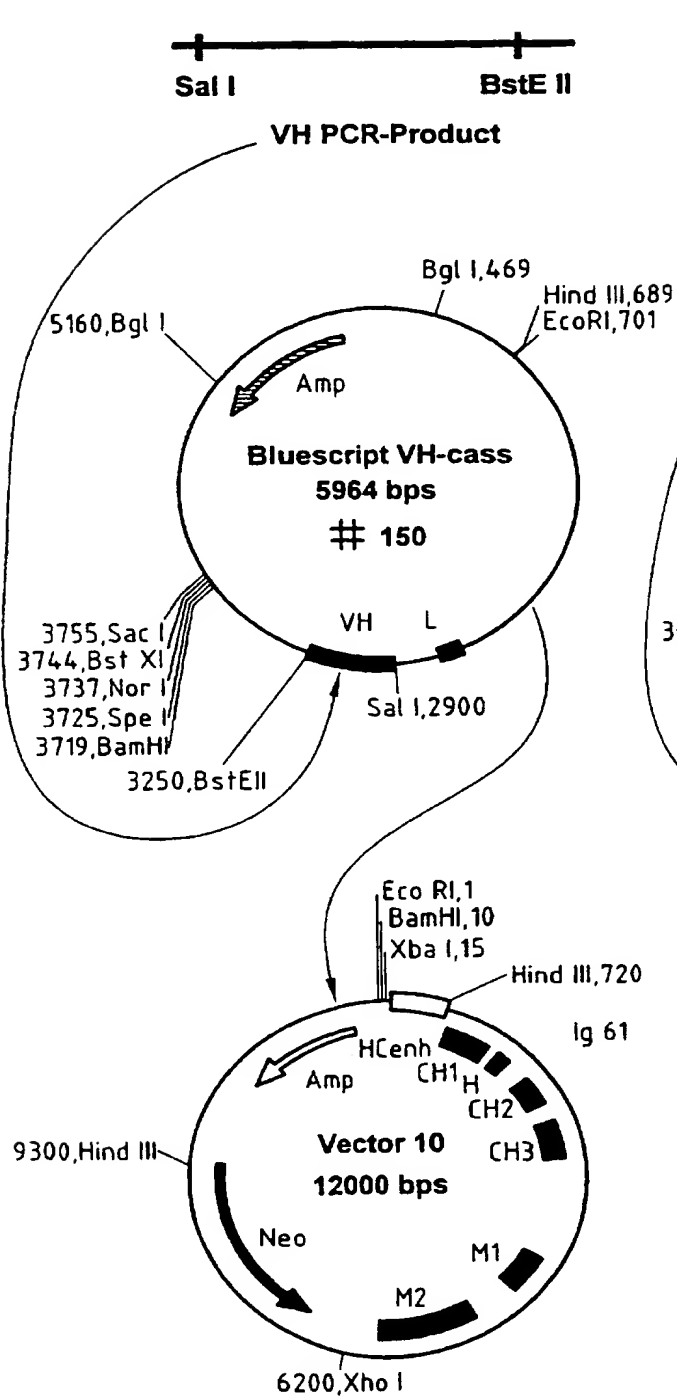 Sal I
BstE II
VH PCR-Product
Bgl I,469
Hind III,689
EcoRI,701
5160,Bgl I
Amp
Bluescript VH-cass
5964 bps
# 150
VH
L
3755,Sac I
3744,Bst XI
3737,Nor I
3725,Spe I
3719,BamHI
Sal I,2900
3250,BstEII
3
Eco RI,1
BamHI,10
Xba I,15
Hind III,720
Ig 61
HCenh
CH1
H
CH2
CH3
Amp
Vector 10
12000 bps
9300,Hind III
Neo
M1
M2
6200,Xho I